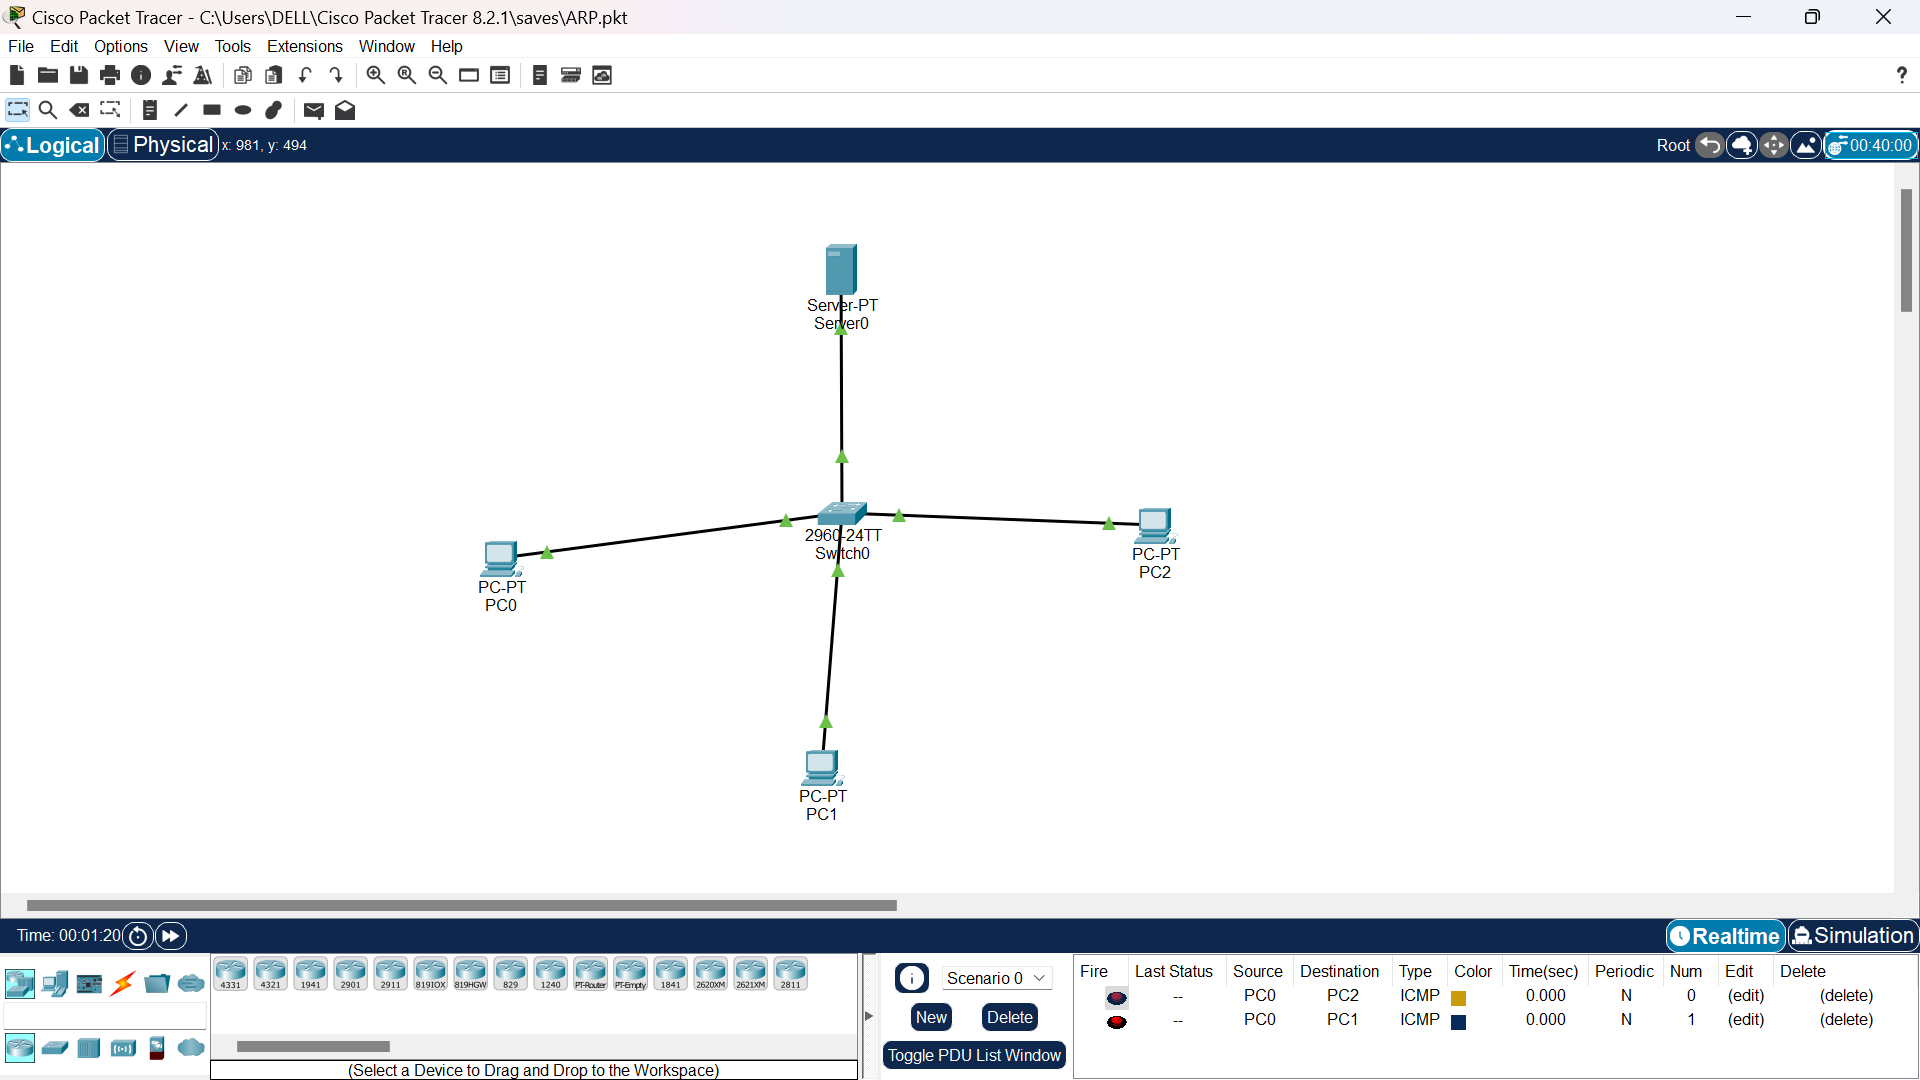 Cisco Packet Tracer - C:\Users\DELL\Cisco Packet Tracer 8.2.1\saves\ARP.pkt
File Edit Options View Tools Extensions Window Help
?
Logical Physical x: 981, y: 494 Root 00:40:00
Server-PT
Server0
2960-24TT
Switch0
PC-PT
PC2
PC-PT
PC0
PC-PT
PC1
Time: 00:01:20 Realtime Simulation
4331 4321 1941 2901 2911 819IOX 819HGW 829 1240 PT-Router PT-Empty 1841 2620XM 2621XM 2811
(Select a Device to Drag and Drop to the Workspace)
Scenario 0
New Delete
Toggle PDU List Window
Fire Last Status Source Destination Type Color Time(sec) Periodic Num Edit Delete
-- PC0 PC2 ICMP 0.000 N 0 (edit) (delete)
-- PC0 PC1 ICMP 0.000 N 1 (edit) (delete)